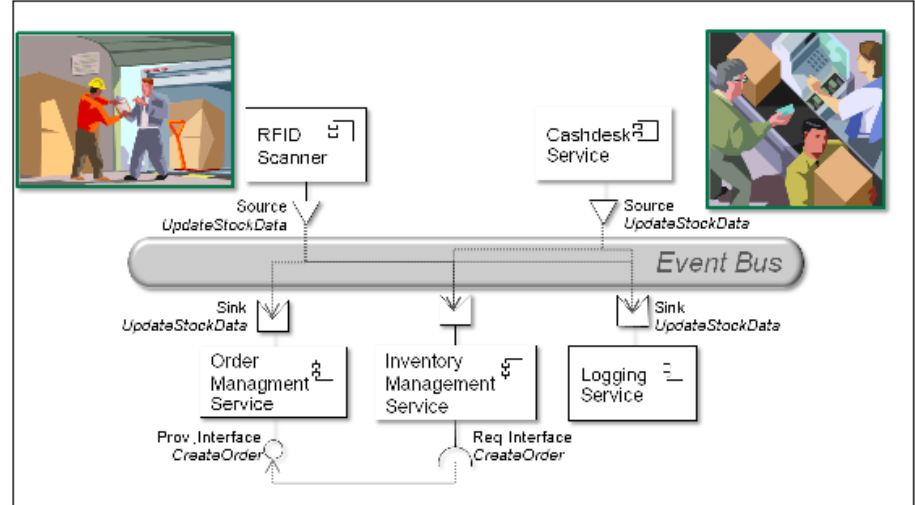 RFID
Scanner
Cashdesk
Service
Source
UpdateStockData
Source
UpdateStockData
Event Bus
Sink
UpdateStockData
Sink
UpdateStockData
Order
Managment
Service
Inventory
Management
Service
Logging
Service
Prov.Interface
CreateOrder
Req Interface
CreateOrder